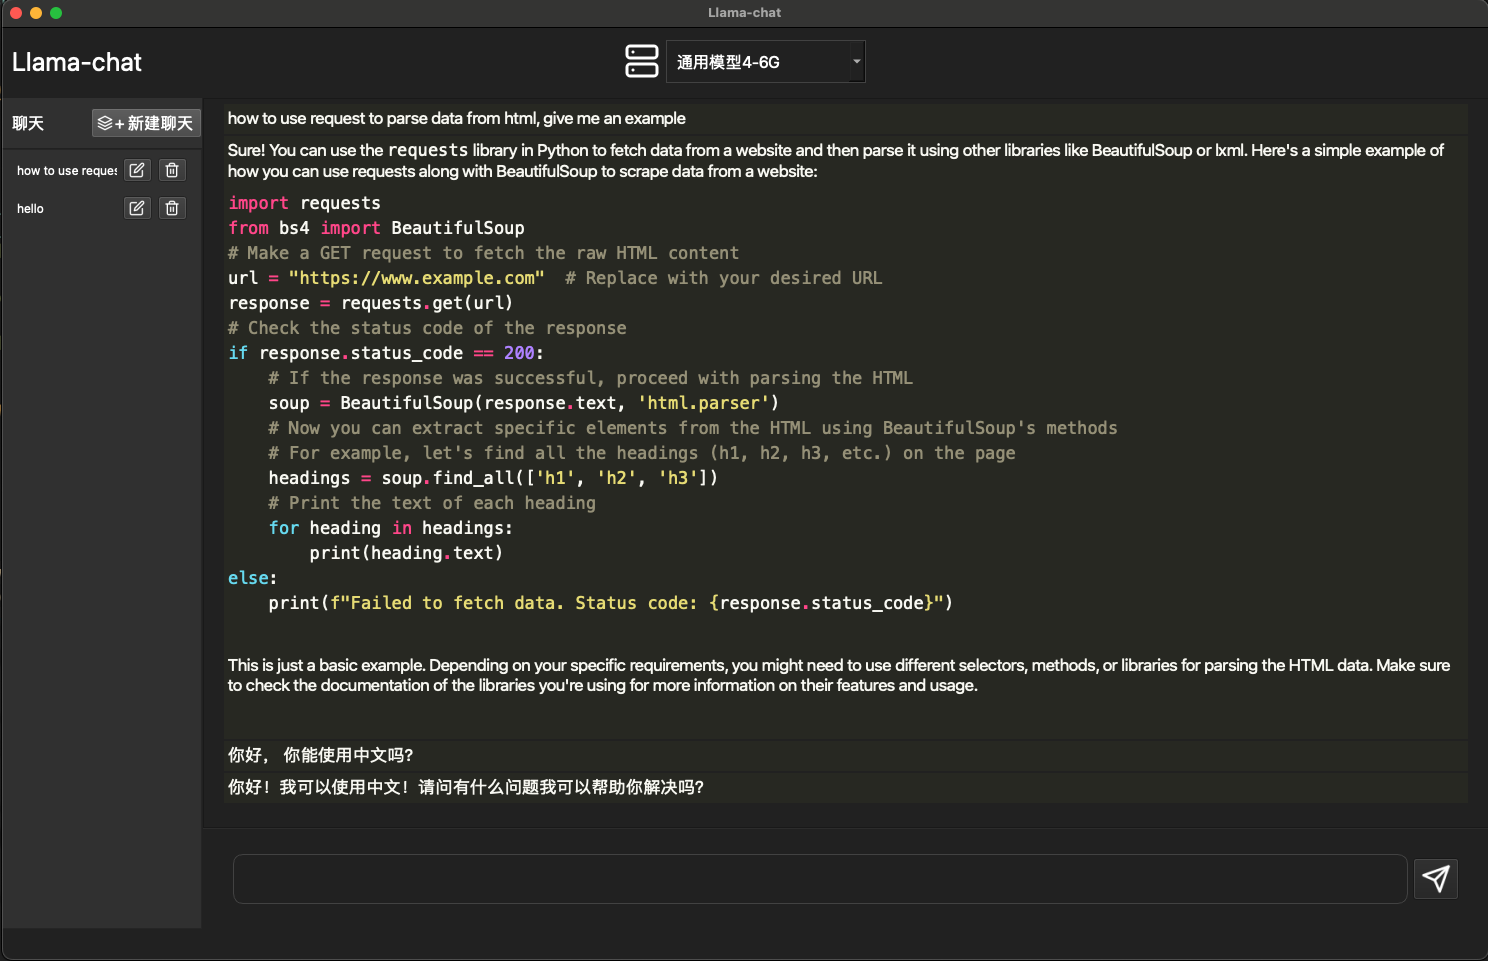 Llama-chat
Llama-chat
通用模型4-6G
聊天
+ 新建聊天
how to use reques
hello
how to use request to parse data from html, give me an example
Sure! You can use the requests library in Python to fetch data from a website and then parse it using other libraries like BeautifulSoup or lxml. Here's a simple example of
how you can use requests along with BeautifulSoup to scrape data from a website:
import requests
from bs4 import BeautifulSoup
# Make a GET request to fetch the raw HTML content
url = "https://www.example.com"  # Replace with your desired URL
response = requests.get(url)
# Check the status code of the response
if response.status_code == 200:
    # If the response was successful, proceed with parsing the HTML
    soup = BeautifulSoup(response.text, 'html.parser')
    # Now you can extract specific elements from the HTML using BeautifulSoup's methods
    # For example, let's find all the headings (h1, h2, h3, etc.) on the page
    headings = soup.find_all(['h1', 'h2', 'h3'])
    # Print the text of each heading
    for heading in headings:
        print(heading.text)
else:
    print(f"Failed to fetch data. Status code: {response.status_code}")
This is just a basic example. Depending on your specific requirements, you might need to use different selectors, methods, or libraries for parsing the HTML data. Make sure
to check the documentation of the libraries you're using for more information on their features and usage.
你好， 你能使用中文吗?
你好！我可以使用中文！请问有什么问题我可以帮助你解决吗?